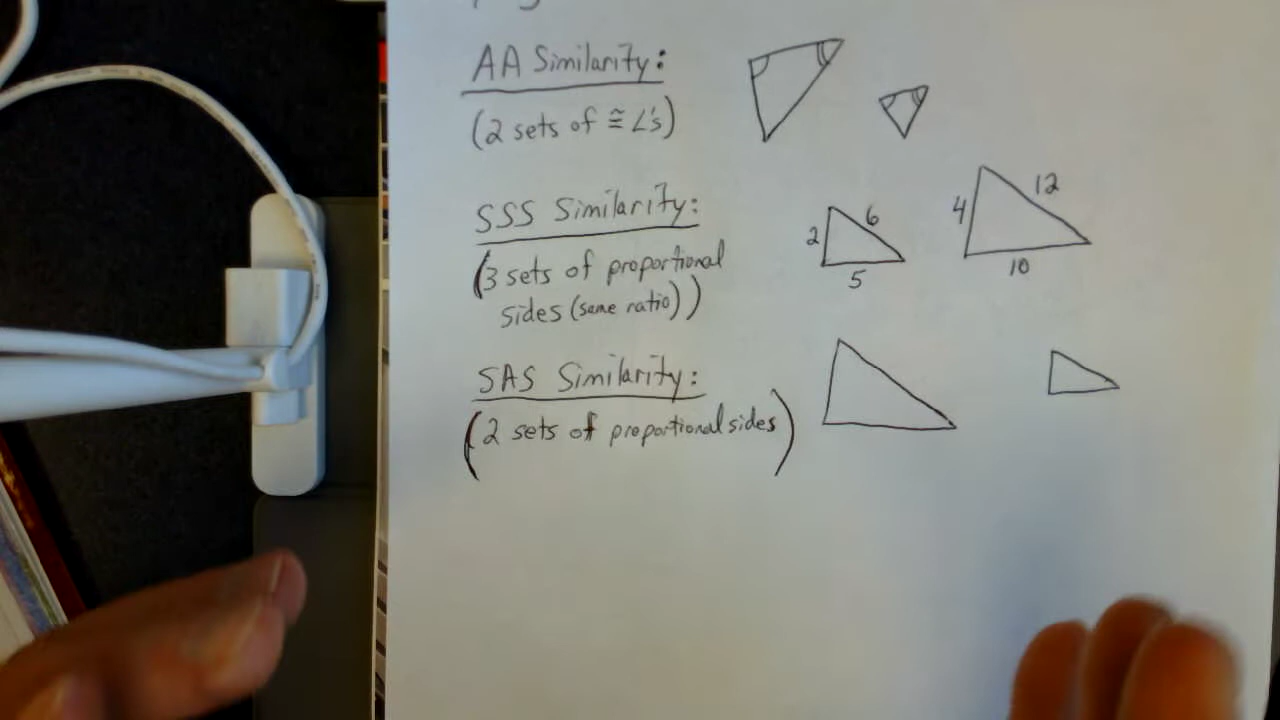 AA Similarity:
(2 sets of ≅ ∠'s)
SSS Similarity:
(3 sets of proportional
sides (same ratio))
2
6
5
4
12
10
SAS Similarity:
(2 sets of proportional sides)